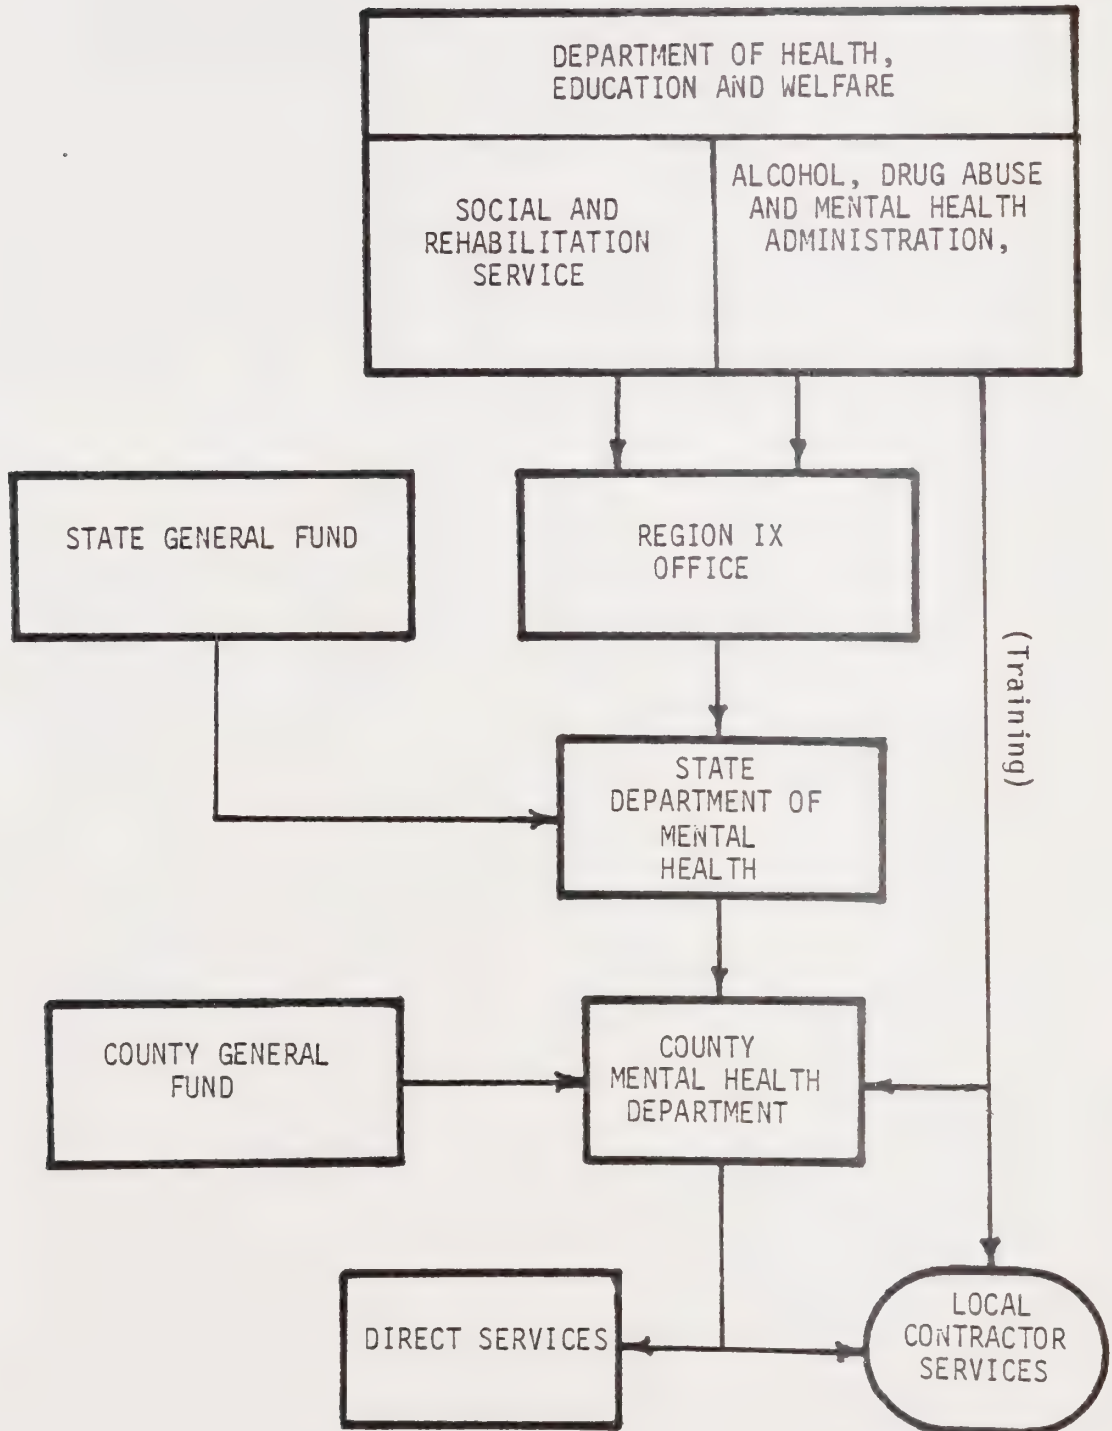 DEPARTMENT OF HEALTH,
EDUCATION AND WELFARE
SOCIAL AND
REHABILITATION
SERVICE
ALCOHOL, DRUG ABUSE
AND MENTAL HEALTH
ADMINISTRATION,
STATE GENERAL FUND
REGION IX
OFFICE
(Training)
STATE
DEPARTMENT OF
MENTAL
HEALTH
COUNTY GENERAL
FUND
COUNTY
MENTAL HEALTH
DEPARTMENT
DIRECT SERVICES
LOCAL
CONTRACTOR
SERVICES